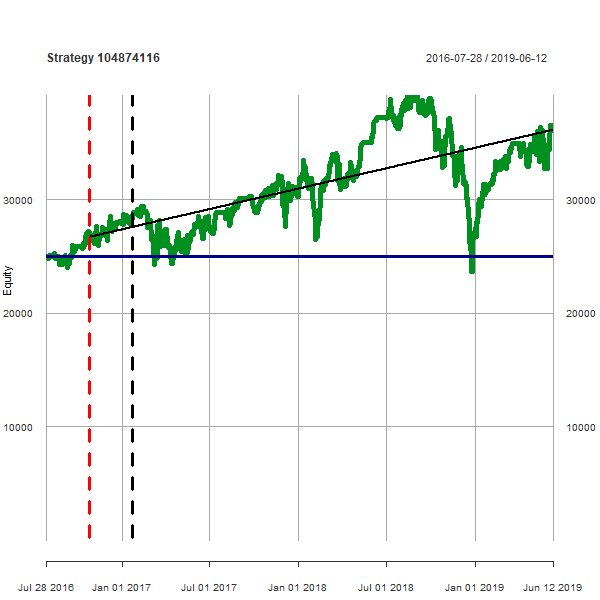 Strategy 104874116
2016-07-28 / 2019-06-12
Equity
30000
30000
20000
20000
10000
10000
Jul 28 2016
Jan 01 2017
Jul 01 2017
Jan 01 2018
Jul 01 2018
Jan 01 2019
Jun 12 2019